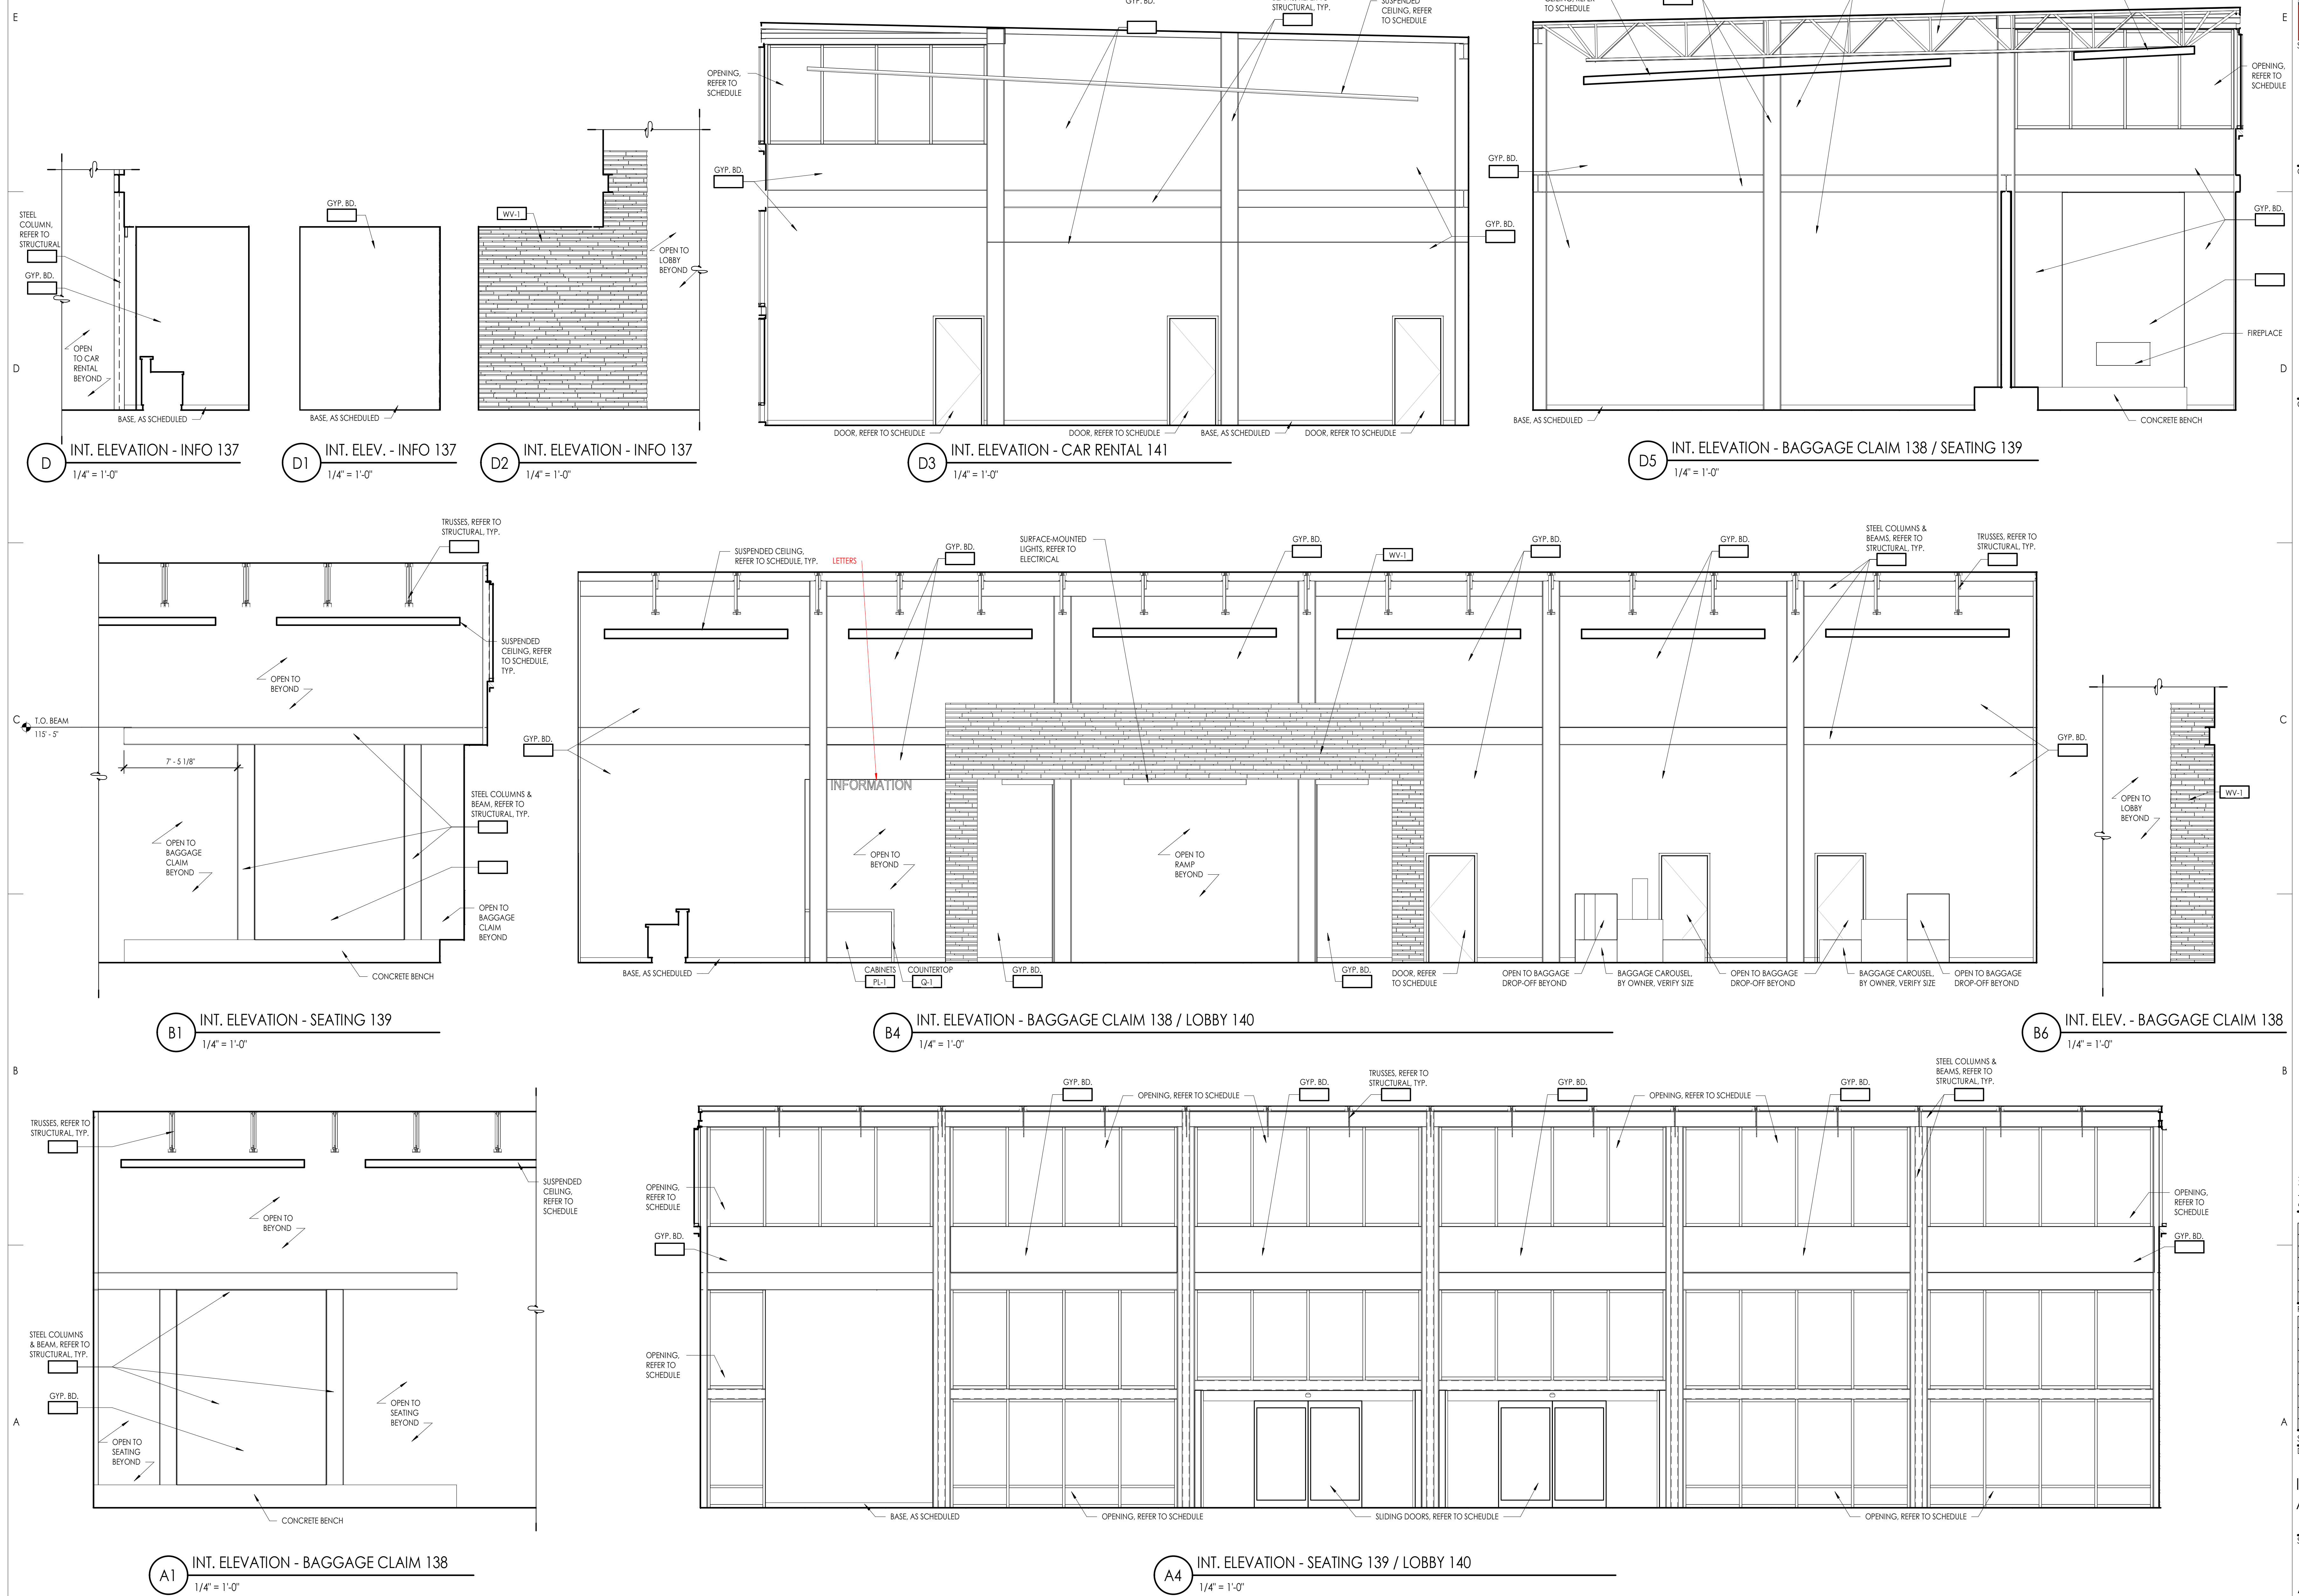 E
E
GYP. BD.
STRUCTURAL, TYP.
SUSPENDED
CEILING, REFER
TO SCHEDULE
TO SCHEDULE
OPENING,
REFER TO
SCHEDULE
OPENING,
REFER TO
SCHEDULE
GYP. BD.
GYP. BD.
GYP. BD.
GYP. BD.
GYP. BD.
STEEL
COLUMN,
REFER TO
STRUCTURAL
GYP. BD.
OPEN
TO CAR
RENTAL
BEYOND
BASE, AS SCHEDULED
GYP. BD.
BASE, AS SCHEDULED
WV-1
OPEN TO
LOBBY
BEYOND
FIREPLACE
D
D
DOOR, REFER TO SCHEUDLE
DOOR, REFER TO SCHEUDLE
BASE, AS SCHEDULED
DOOR, REFER TO SCHEUDLE
BASE, AS SCHEDULED
CONCRETE BENCH
D
INT. ELEVATION - INFO 137
1/4" = 1'-0"
D1
INT. ELEV. - INFO 137
1/4" = 1'-0"
D2
INT. ELEVATION - INFO 137
1/4" = 1'-0"
D3
INT. ELEVATION - CAR RENTAL 141
1/4" = 1'-0"
D5
INT. ELEVATION - BAGGAGE CLAIM 138 / SEATING 139
1/4" = 1'-0"
TRUSSES, REFER TO
STRUCTURAL, TYP.
SUSPENDED
CEILING, REFER
TO SCHEDULE,
TYP.
OPEN TO
BEYOND
C
T.O. BEAM
115' - 5"
7' - 5 1/8"
STEEL COLUMNS &
BEAM, REFER TO
STRUCTURAL, TYP.
OPEN TO
BAGGAGE
CLAIM
BEYOND
OPEN TO
BAGGAGE
CLAIM
BEYOND
CONCRETE BENCH
B1
INT. ELEVATION - SEATING 139
1/4" = 1'-0"
SUSPENDED CEILING,
REFER TO SCHEDULE, TYP.
LETTERS
GYP. BD.
SURFACE-MOUNTED
LIGHTS, REFER TO
ELECTRICAL
GYP. BD.
WV-1
GYP. BD.
GYP. BD.
STEEL COLUMNS &
BEAMS, REFER TO
STRUCTURAL, TYP.
TRUSSES, REFER TO
STRUCTURAL, TYP.
GYP. BD.
GYP. BD.
INFORMATION
OPEN TO
BEYOND
OPEN TO
RAMP
BEYOND
BASE, AS SCHEDULED
CABINETS
PL-1
COUNTERTOP
Q-1
GYP. BD.
GYP. BD.
DOOR, REFER
TO SCHEDULE
OPEN TO BAGGAGE
DROP-OFF BEYOND
BAGGAGE CAROUSEL,
BY OWNER, VERIFY SIZE
OPEN TO BAGGAGE
DROP-OFF BEYOND
BAGGAGE CAROUSEL,
BY OWNER, VERIFY SIZE
OPEN TO BAGGAGE
DROP-OFF BEYOND
B4
INT. ELEVATION - BAGGAGE CLAIM 138 / LOBBY 140
1/4" = 1'-0"
C
OPEN TO
LOBBY
BEYOND
WV-1
B6
INT. ELEV. - BAGGAGE CLAIM 138
1/4" = 1'-0"
B
B
TRUSSES, REFER TO
STRUCTURAL, TYP.
SUSPENDED
CEILING,
REFER TO
SCHEDULE
OPEN TO
BEYOND
STEEL COLUMNS
& BEAM, REFER TO
STRUCTURAL, TYP.
GYP. BD.
OPEN TO
SEATING
BEYOND
OPEN TO
SEATING
BEYOND
A
CONCRETE BENCH
A1
INT. ELEVATION - BAGGAGE CLAIM 138
1/4" = 1'-0"
GYP. BD.
OPENING, REFER TO SCHEDULE
GYP. BD.
TRUSSES, REFER TO
STRUCTURAL, TYP.
GYP. BD.
OPENING, REFER TO SCHEDULE
GYP. BD.
STEEL COLUMNS &
BEAMS, REFER TO
STRUCTURAL, TYP.
OPENING,
REFER TO
SCHEDULE
GYP. BD.
OPENING,
REFER TO
SCHEDULE
OPENING,
REFER TO
SCHEDULE
GYP. BD.
A
BASE, AS SCHEDULED
OPENING, REFER TO SCHEDULE
SLIDING DOORS, REFER TO SCHEUDLE
OPENING, REFER TO SCHEDULE
A4
INT. ELEVATION - SEATING 139 / LOBBY 140
1/4" = 1'-0"